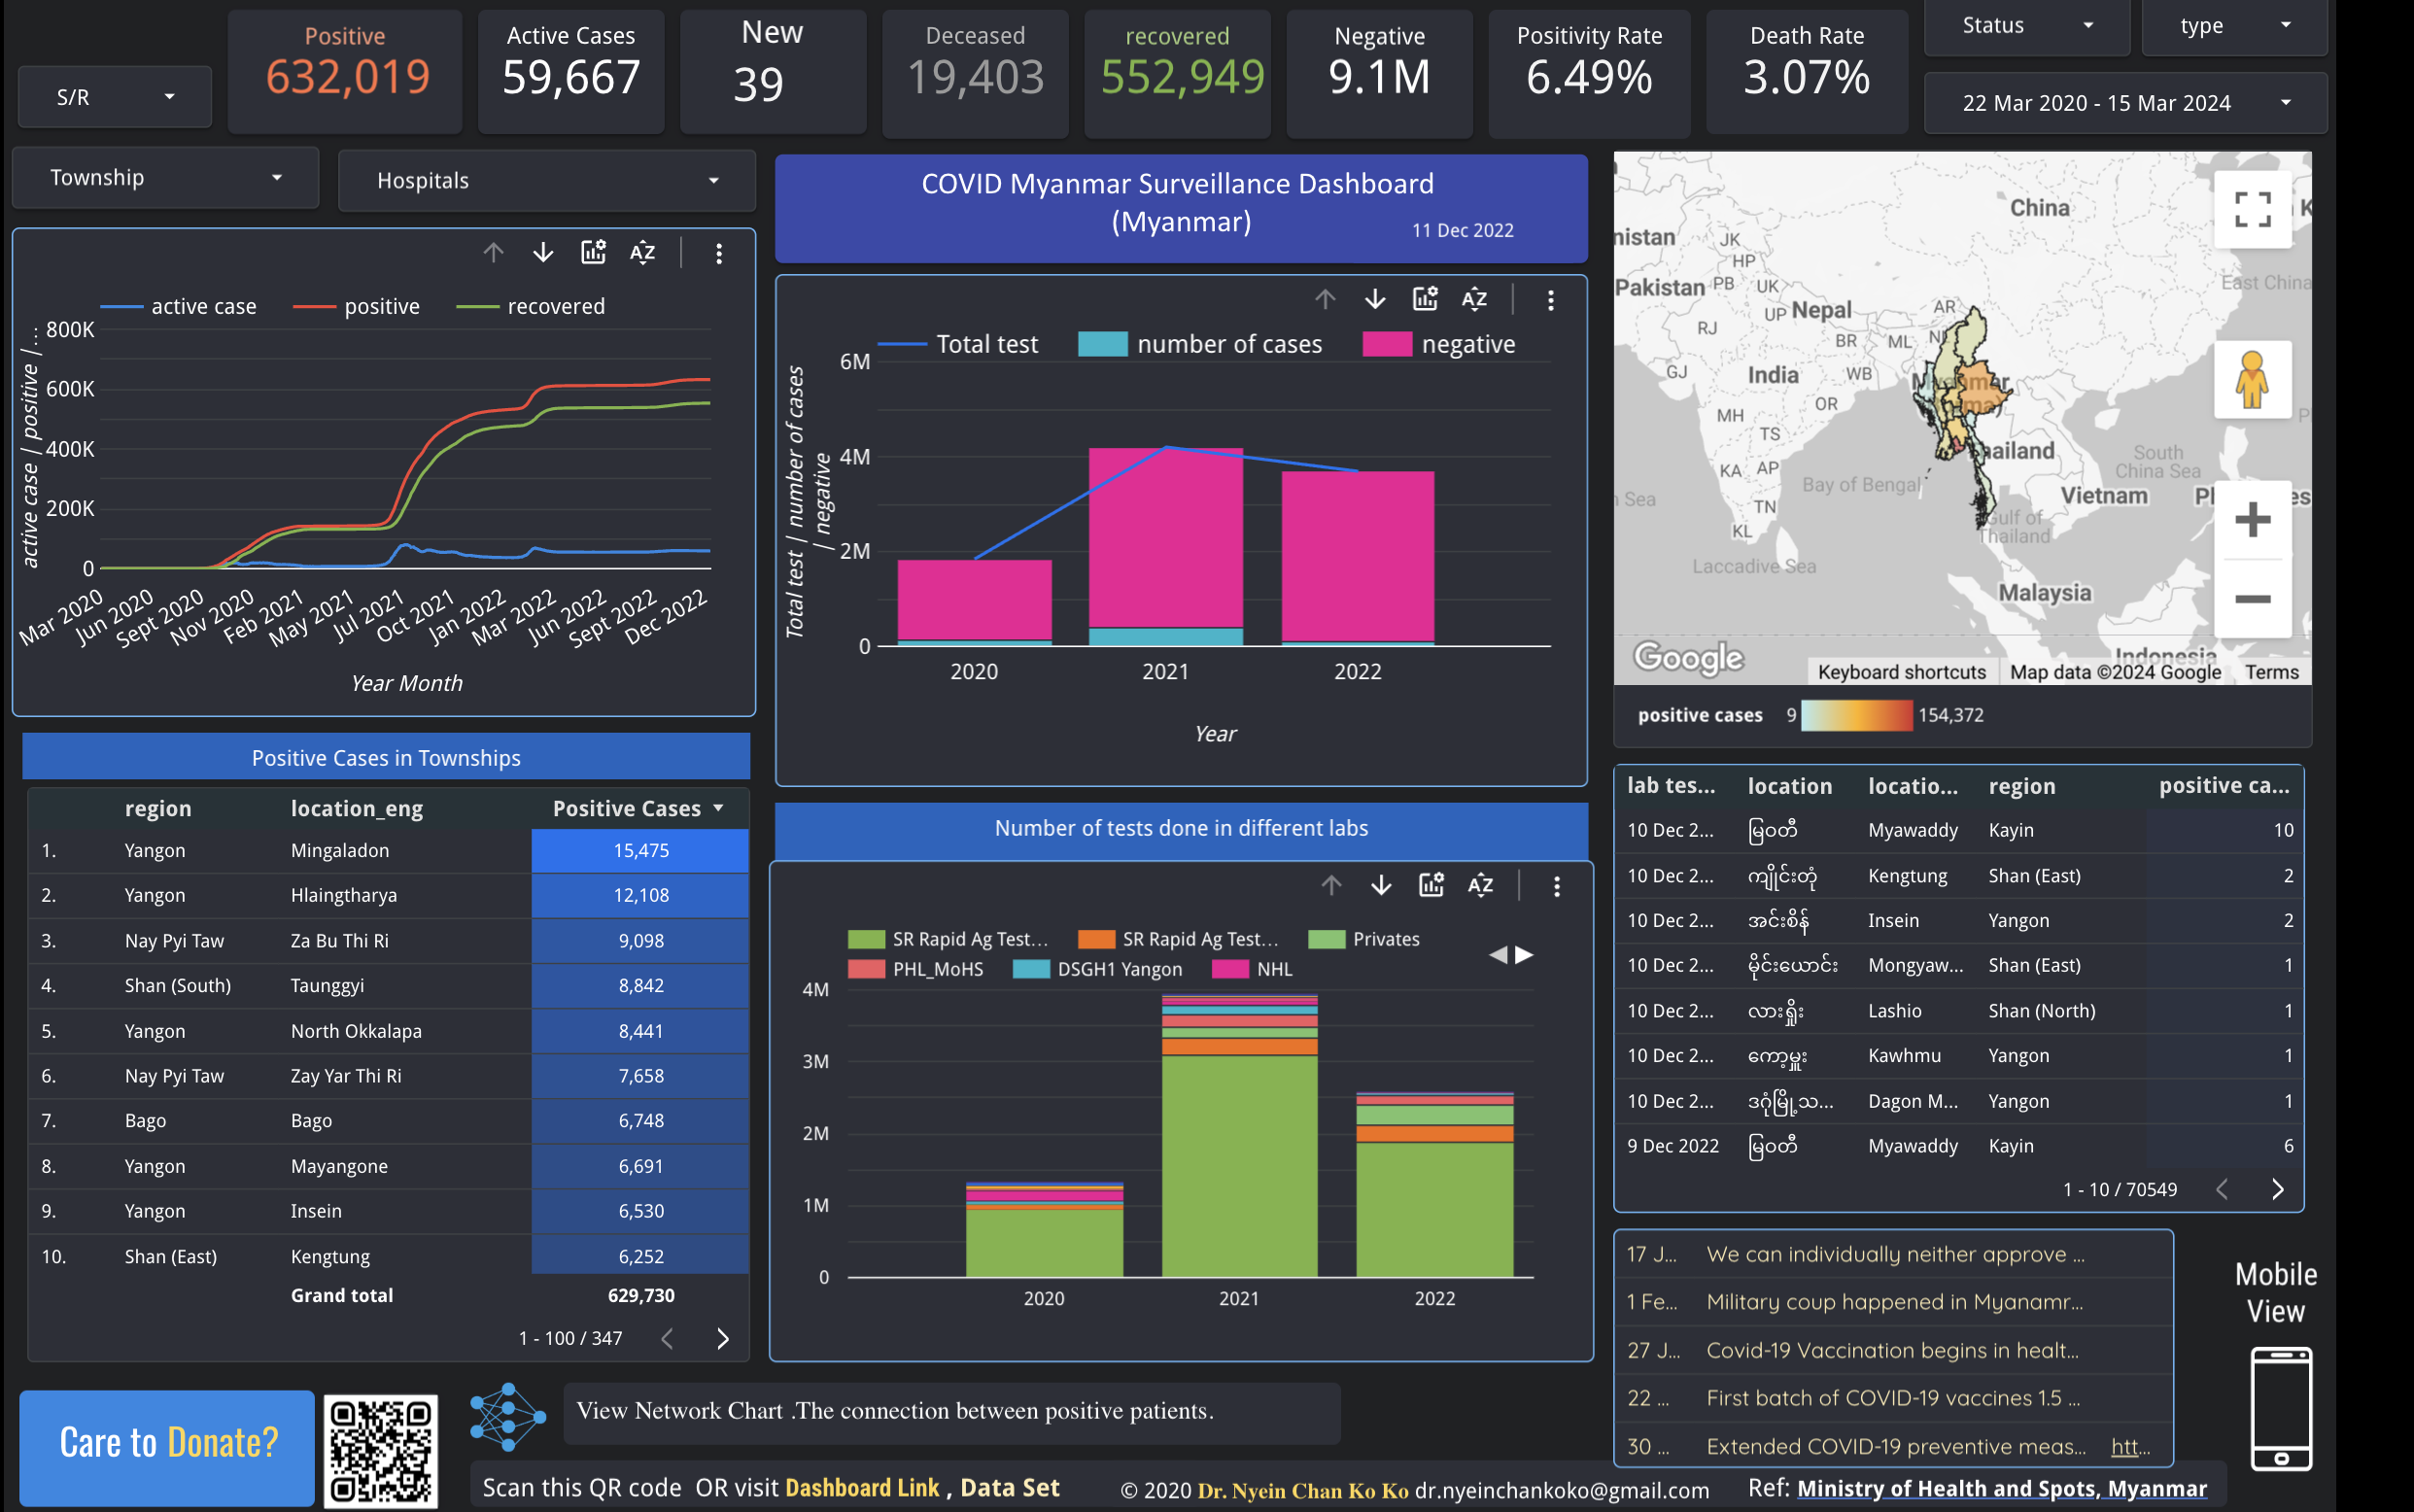 S/R
Positive
632,019
Active Cases
59,667
New
39
Deceased
19,403
recovered
552,949
Negative
9.1M
Positivity Rate
6.49%
Death Rate
3.07%
Status
type
22 Mar 2020 - 15 Mar 2024
Township
Hospitals
active case positive recovered
active case | positive |...
800K
600K
400K
200K
0
Mar 2020 Jun 2020 Sept 2020 Nov 2020 Feb 2021 May 2021 Jul 2021 Oct 2021 Jan 2022 Mar 2022 Jun 2022 Sept 2022 Dec 2022
Year Month
COVID Myanmar Surveillance Dashboard
(Myanmar)
11 Dec 2022
Total test number of cases negative
Total test | number of cases
| negative
6M
4M
2M
0
2020 2021 2022
Year
China
nistan
JK
HP
Pakistan PB UK
East China
Nepal
UP
AR
RJ
BR ML
GJ
India
WB
Myanmar
MH
OR
TS
hailand
South
China Sea
KA AP
Bay of Bengal
Vietnam
n Sea
TN
Gulf of
Thailand
KL
Laccadive Sea
Malaysia
Indonesia
Google
Keyboard shortcuts Map data ©2024 Google Terms
positive cases 9 154,372
Positive Cases in Townships
region location_eng Positive Cases
1. Yangon Mingaladon 15,475
2. Yangon Hlaingtharya 12,108
3. Nay Pyi Taw Za Bu Thi Ri 9,098
4. Shan (South) Taunggyi 8,842
5. Yangon North Okkalapa 8,441
6. Nay Pyi Taw Zay Yar Thi Ri 7,658
7. Bago Bago 6,748
8. Yangon Mayangone 6,691
9. Yangon Insein 6,530
10. Shan (East) Kengtung 6,252
Grand total 629,730
1 - 100 / 347
Number of tests done in different labs
SR Rapid Ag Test... SR Rapid Ag Test... Privates
PHL_MoHS DSGH1 Yangon NHL
4M
3M
2M
1M
0
2020 2021 2022
lab tes... location locatio... region positive ca...
10 Dec 2... မြဝတီ Myawaddy Kayin 10
10 Dec 2... ကျိုင်းတုံ Kengtung Shan (East) 2
10 Dec 2... အင်းစိန် Insein Yangon 2
10 Dec 2... မိုင်းယောင်း Mongyaw... Shan (East) 1
10 Dec 2... လားရှိုး Lashio Shan (North) 1
10 Dec 2... ကော့မှူး Kawhmu Yangon 1
10 Dec 2... ဒဂုံမြို့သ... Dagon M... Yangon 1
9 Dec 2022 မြဝတီ Myawaddy Kayin 6
1 - 10 / 70549
17 J... We can individually neither approve ...
1 Fe... Military coup happened in Myanamr...
27 J... Covid-19 Vaccination begins in healt...
22 ... First batch of COVID-19 vaccines 1.5 ...
30 ... Extended COVID-19 preventive meas... htt...
Mobile
View
Care to Donate?
View Network Chart .The connection between positive patients.
Scan this QR code OR visit Dashboard Link , Data Set
© 2020 Dr. Nyein Chan Ko Ko dr.nyeinchankoko@gmail.com
Ref: Ministry of Health and Spots, Myanmar